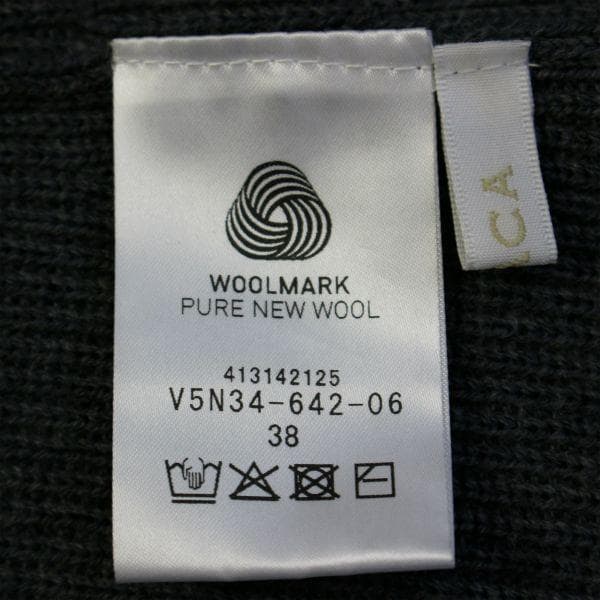 WOOLMARK
PURE NEW WOOL
413142125
V5N34-642-06
38